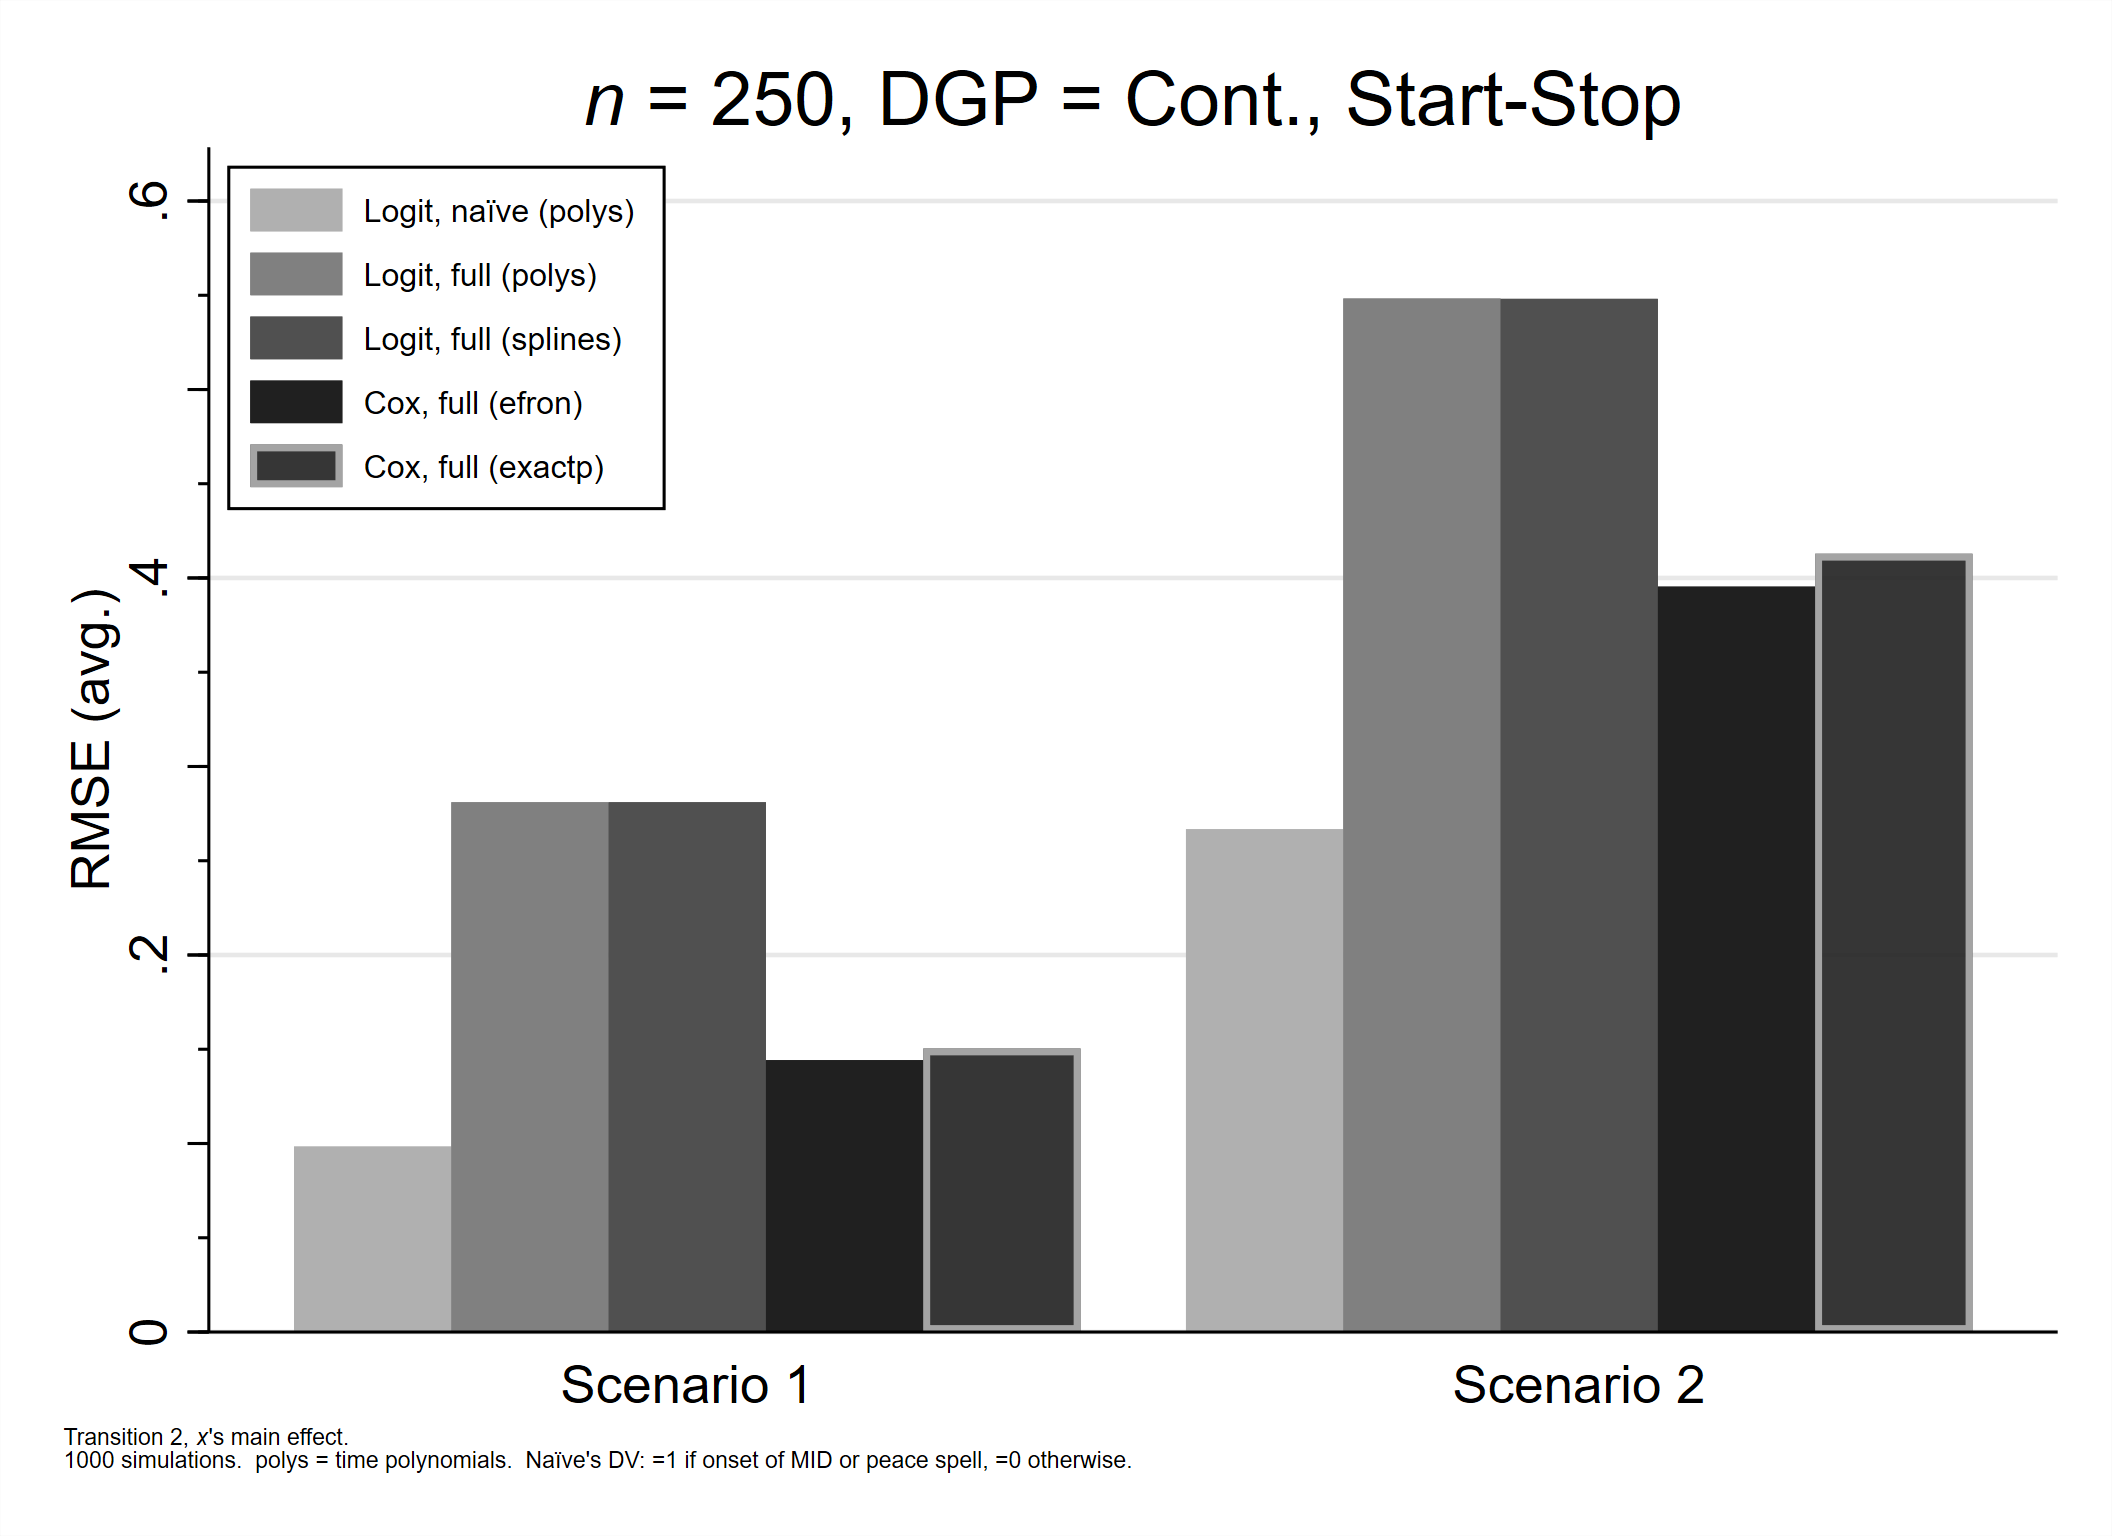 n = 250, DGP = Cont., Start-Stop
Logit, naïve (polys)
Logit, full (polys)
Logit, full (splines)
Cox, full (efron)
Cox, full (exactp)
RMSE (avg.)
.6
.4
.2
0
Scenario 1
Scenario 2
Transition 2, x's main effect.
1000 simulations.  polys = time polynomials.  Naïve's DV: =1 if onset of MID or peace spell, =0 otherwise.